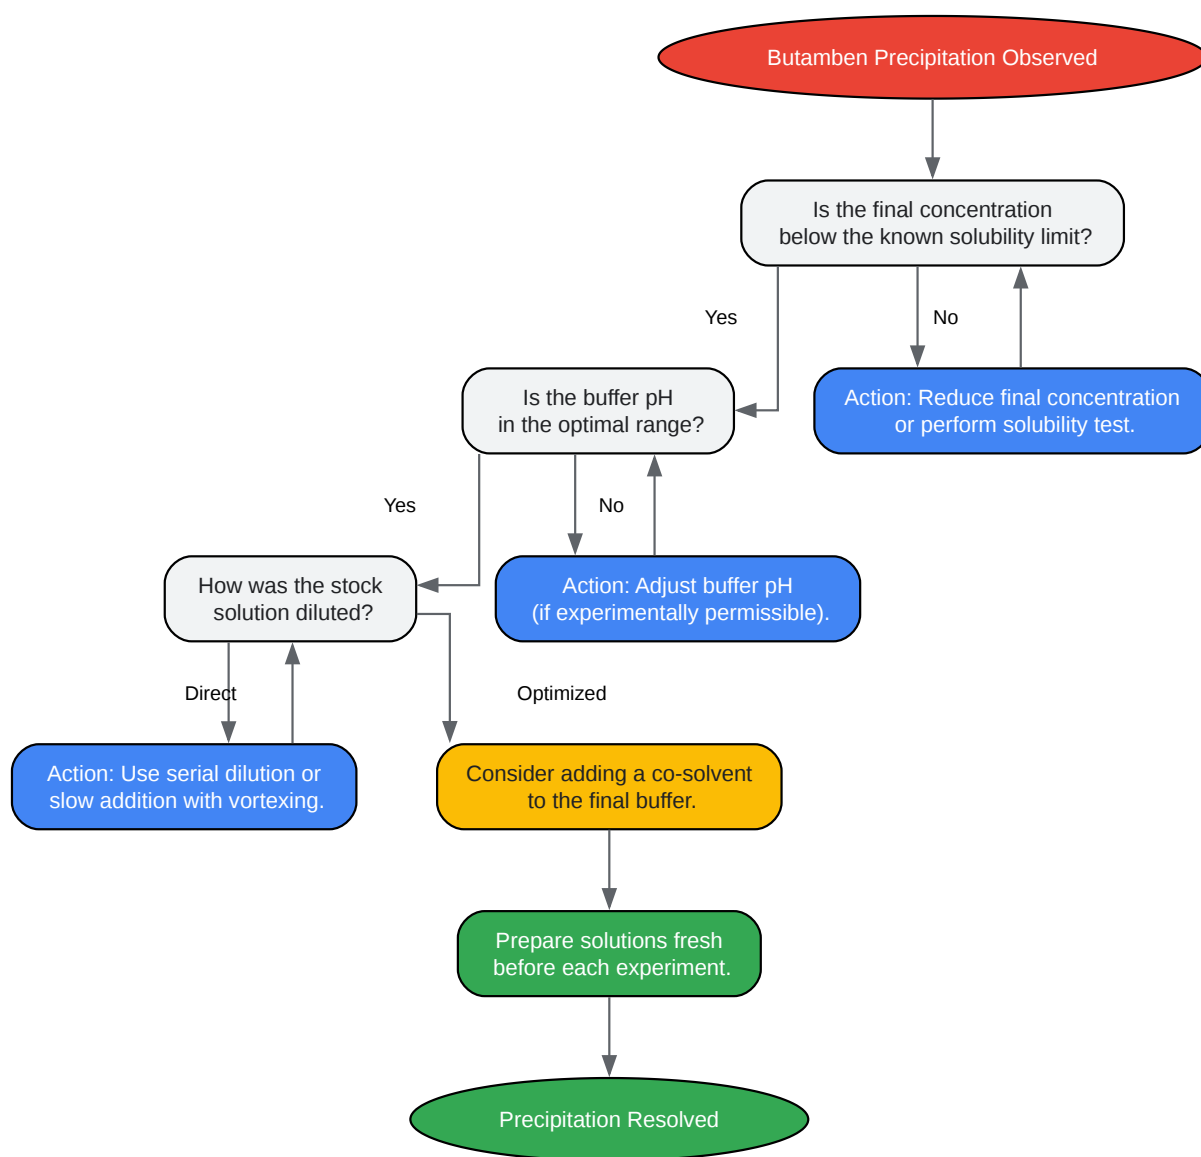 Butamben Precipitation Observed
Is the final concentration
below the known solubility limit?
Yes
No
Is the buffer pH
in the optimal range?
Action: Reduce final concentration
or perform solubility test.
Yes
No
How was the stock
solution diluted?
Action: Adjust buffer pH
(if experimentally permissible).
Direct
Optimized
Action: Use serial dilution or
slow addition with vortexing.
Consider adding a co-solvent
to the final buffer.
Prepare solutions fresh
before each experiment.
Precipitation Resolved